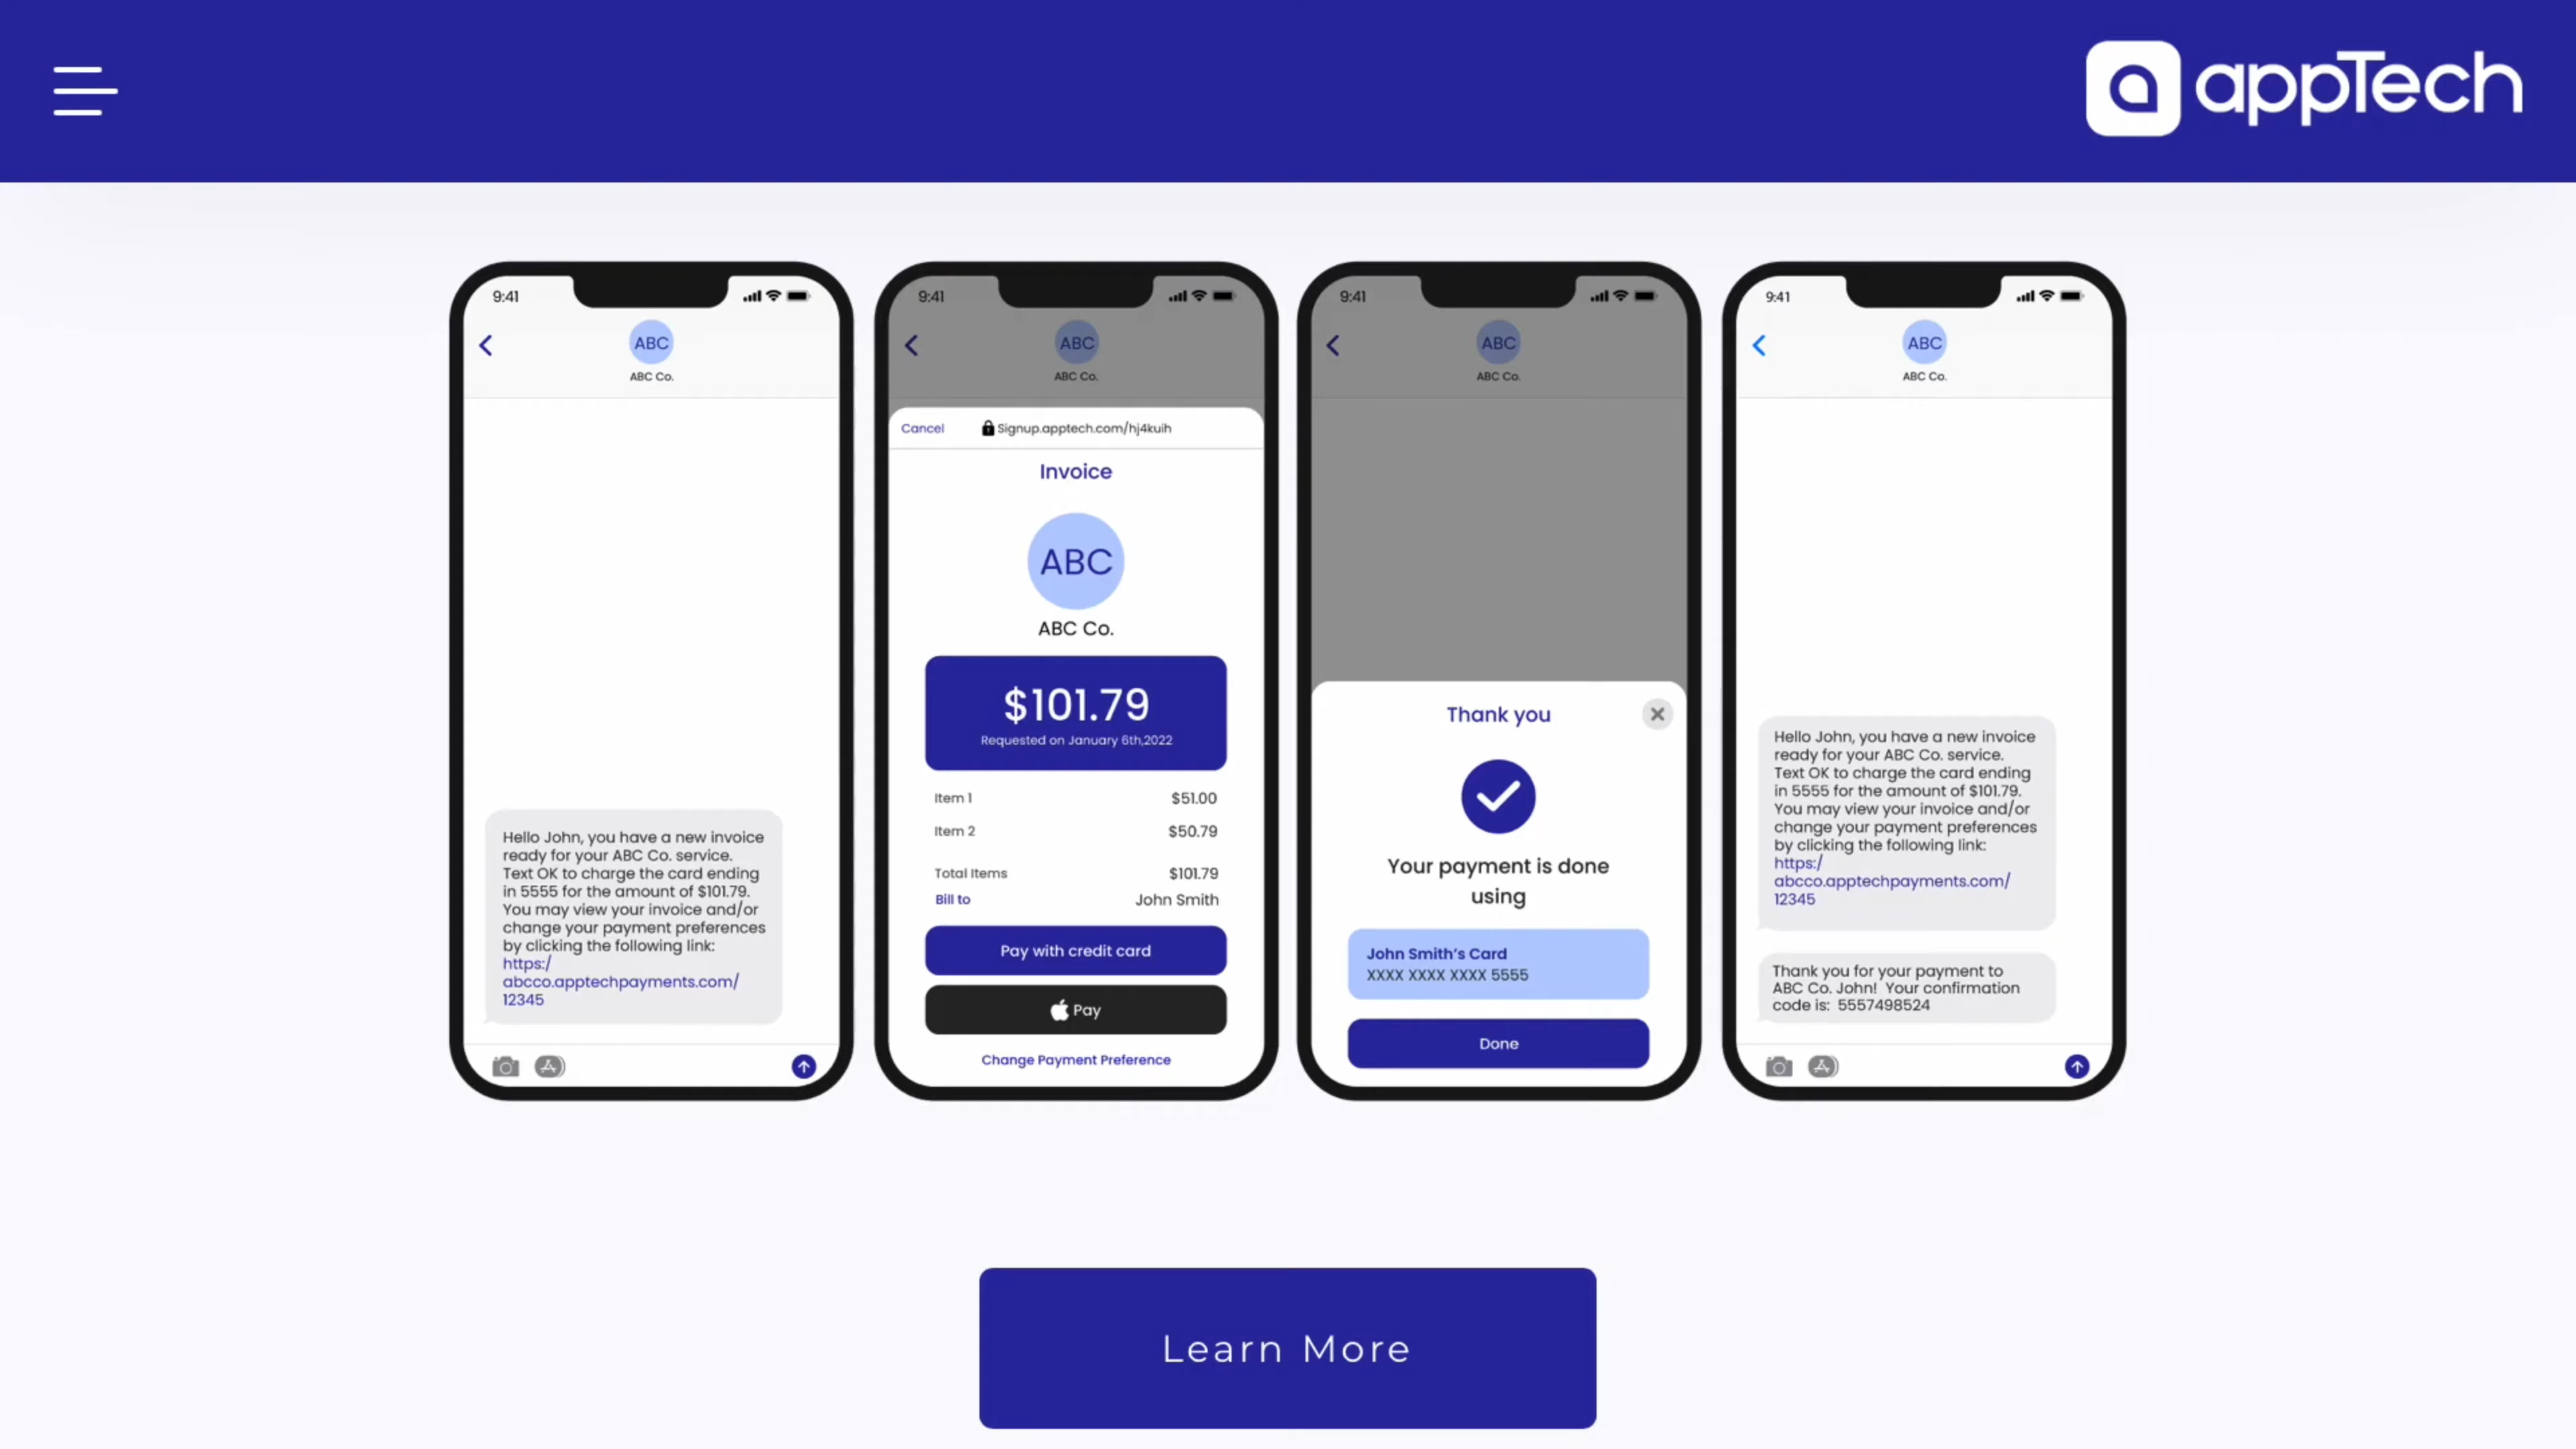 appTech
9:41
ABC
ABC Co.
Hello John, you have a new invoice
ready for your ABC Co. service.
Text OK to charge the card ending
in 5555 for the amount of $101.79.
You may view your invoice and/or
change your payment preferences
by clicking the following link:
https:/
abcco.apptechpayments.com/
12345
9:41
ABC
ABC Co.
Cancel Signup.apptech.com/hj4kuih
Invoice
ABC
ABC Co.
$101.79
Requested on January 6th,2022
Item 1 $51.00
Item 2 $50.79
Total Items $101.79
Bill to John Smith
Pay with credit card
Pay
Change Payment Preference
9:41
ABC
ABC Co.
Thank you
Your payment is done
using
John Smith's Card
XXXX XXXX XXXX 5555
Done
9:41
ABC
ABC Co.
Hello John, you have a new invoice
ready for your ABC Co. service.
Text OK to charge the card ending
in 5555 for the amount of $101.79.
You may view your invoice and/or
change your payment preferences
by clicking the following link:
https:/
abcco.apptechpayments.com/
12345
Thank you for your payment to
ABC Co. John! Your confirmation
code is: 5557498524
Learn More